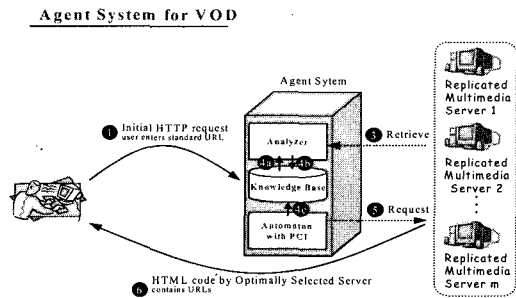 Agent System for VOD
Agent Sytem
1 Initial HTTP request
user enters standard URL
Analyzer
4a
4b
Knowledge Base
4c
Automaton
with PCI
3 Retrieve
5 Request
Replicated
Multimedia
Server 1
Replicated
Multimedia
Server 2
Replicated
Multimedia
Server m
6 HTML code by Optimally Selected Server
contains URLs